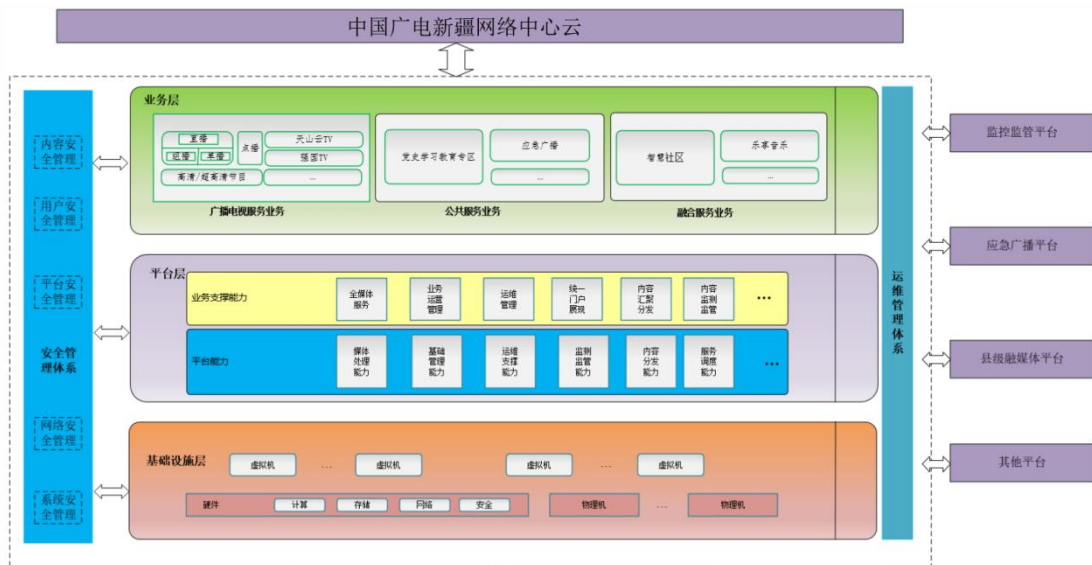 中国广电新疆网络中心云
内容安
全管理
用户安
全管理
平台安
全管理
安全管
理体系
网络安
全管理
系统安
全管理
业务层
直播
组播
单播
点播
高清/超高清节目
天山云TV
强国TV
...
广播电视服务业务
党史学习教育专区
应急广播
...
公共服务业务
智慧社区
乐享音乐
...
融合服务业务
平台层
业务支撑能力
全媒体
服务
业务
运营
管理
运维
管理
统一
门户
展现
内容
汇聚
分发
内容
监测
监管
...
平台能力
媒体
处理
能力
基础
管理
能力
运维
支撑
能力
监测
监管
能力
内容
分发
能力
服务
调度
能力
...
基础设施层
虚拟机
...
虚拟机
虚拟机
...
虚拟机
硬件
计算
存储
网络
安全
物理机
...
物理机
运维管理体系
监控监管平台
应急广播平台
县级融媒体平台
其他平台